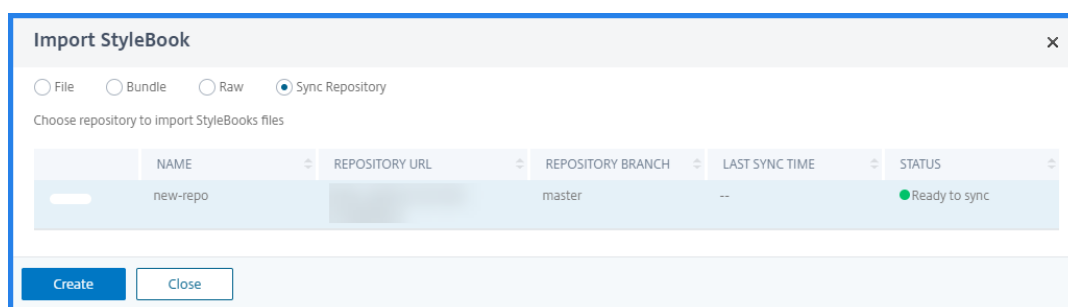 Import StyleBook
File Bundle Raw Sync Repository
Choose repository to import StyleBooks files
NAME REPOSITORY URL REPOSITORY BRANCH LAST SYNC TIME STATUS
new-repo master -- Ready to sync
Create Close